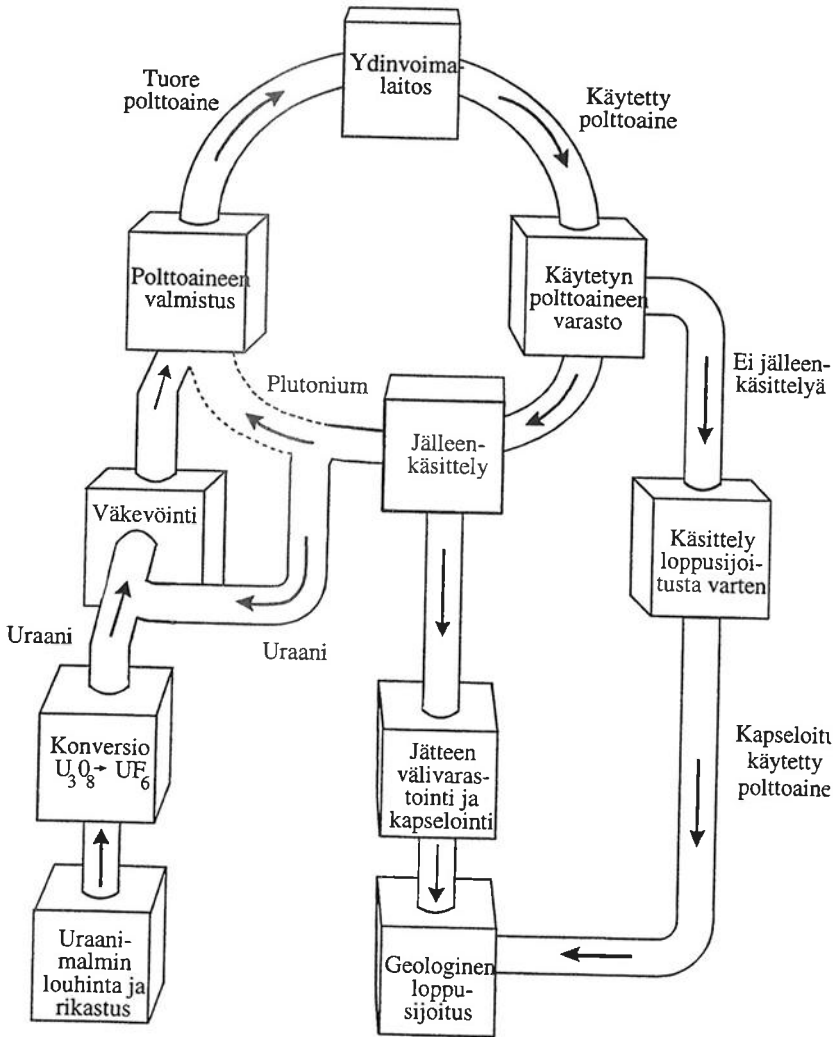 Ydinvoima-
laitos
Tuore
polttoaine
Käytetty
polttoaine
Polttoaineen
valmistus
Käytetyn
polttoaineen
varasto
Ei jälleen-
käsittelyä
Plutonium
Jälleen-
käsittely
Väkevöinti
Käsittely
loppusijoi-
tusta varten
Uraani
Uraani
Konversio
U3O8→ UF6
Jätteen
välivaras-
tointi ja
kapselointi
Kapseloitu
käytetty
polttoaine
Uraani-
malmin
louhinta ja
rikastus
Geologinen
loppu-
sijoitus